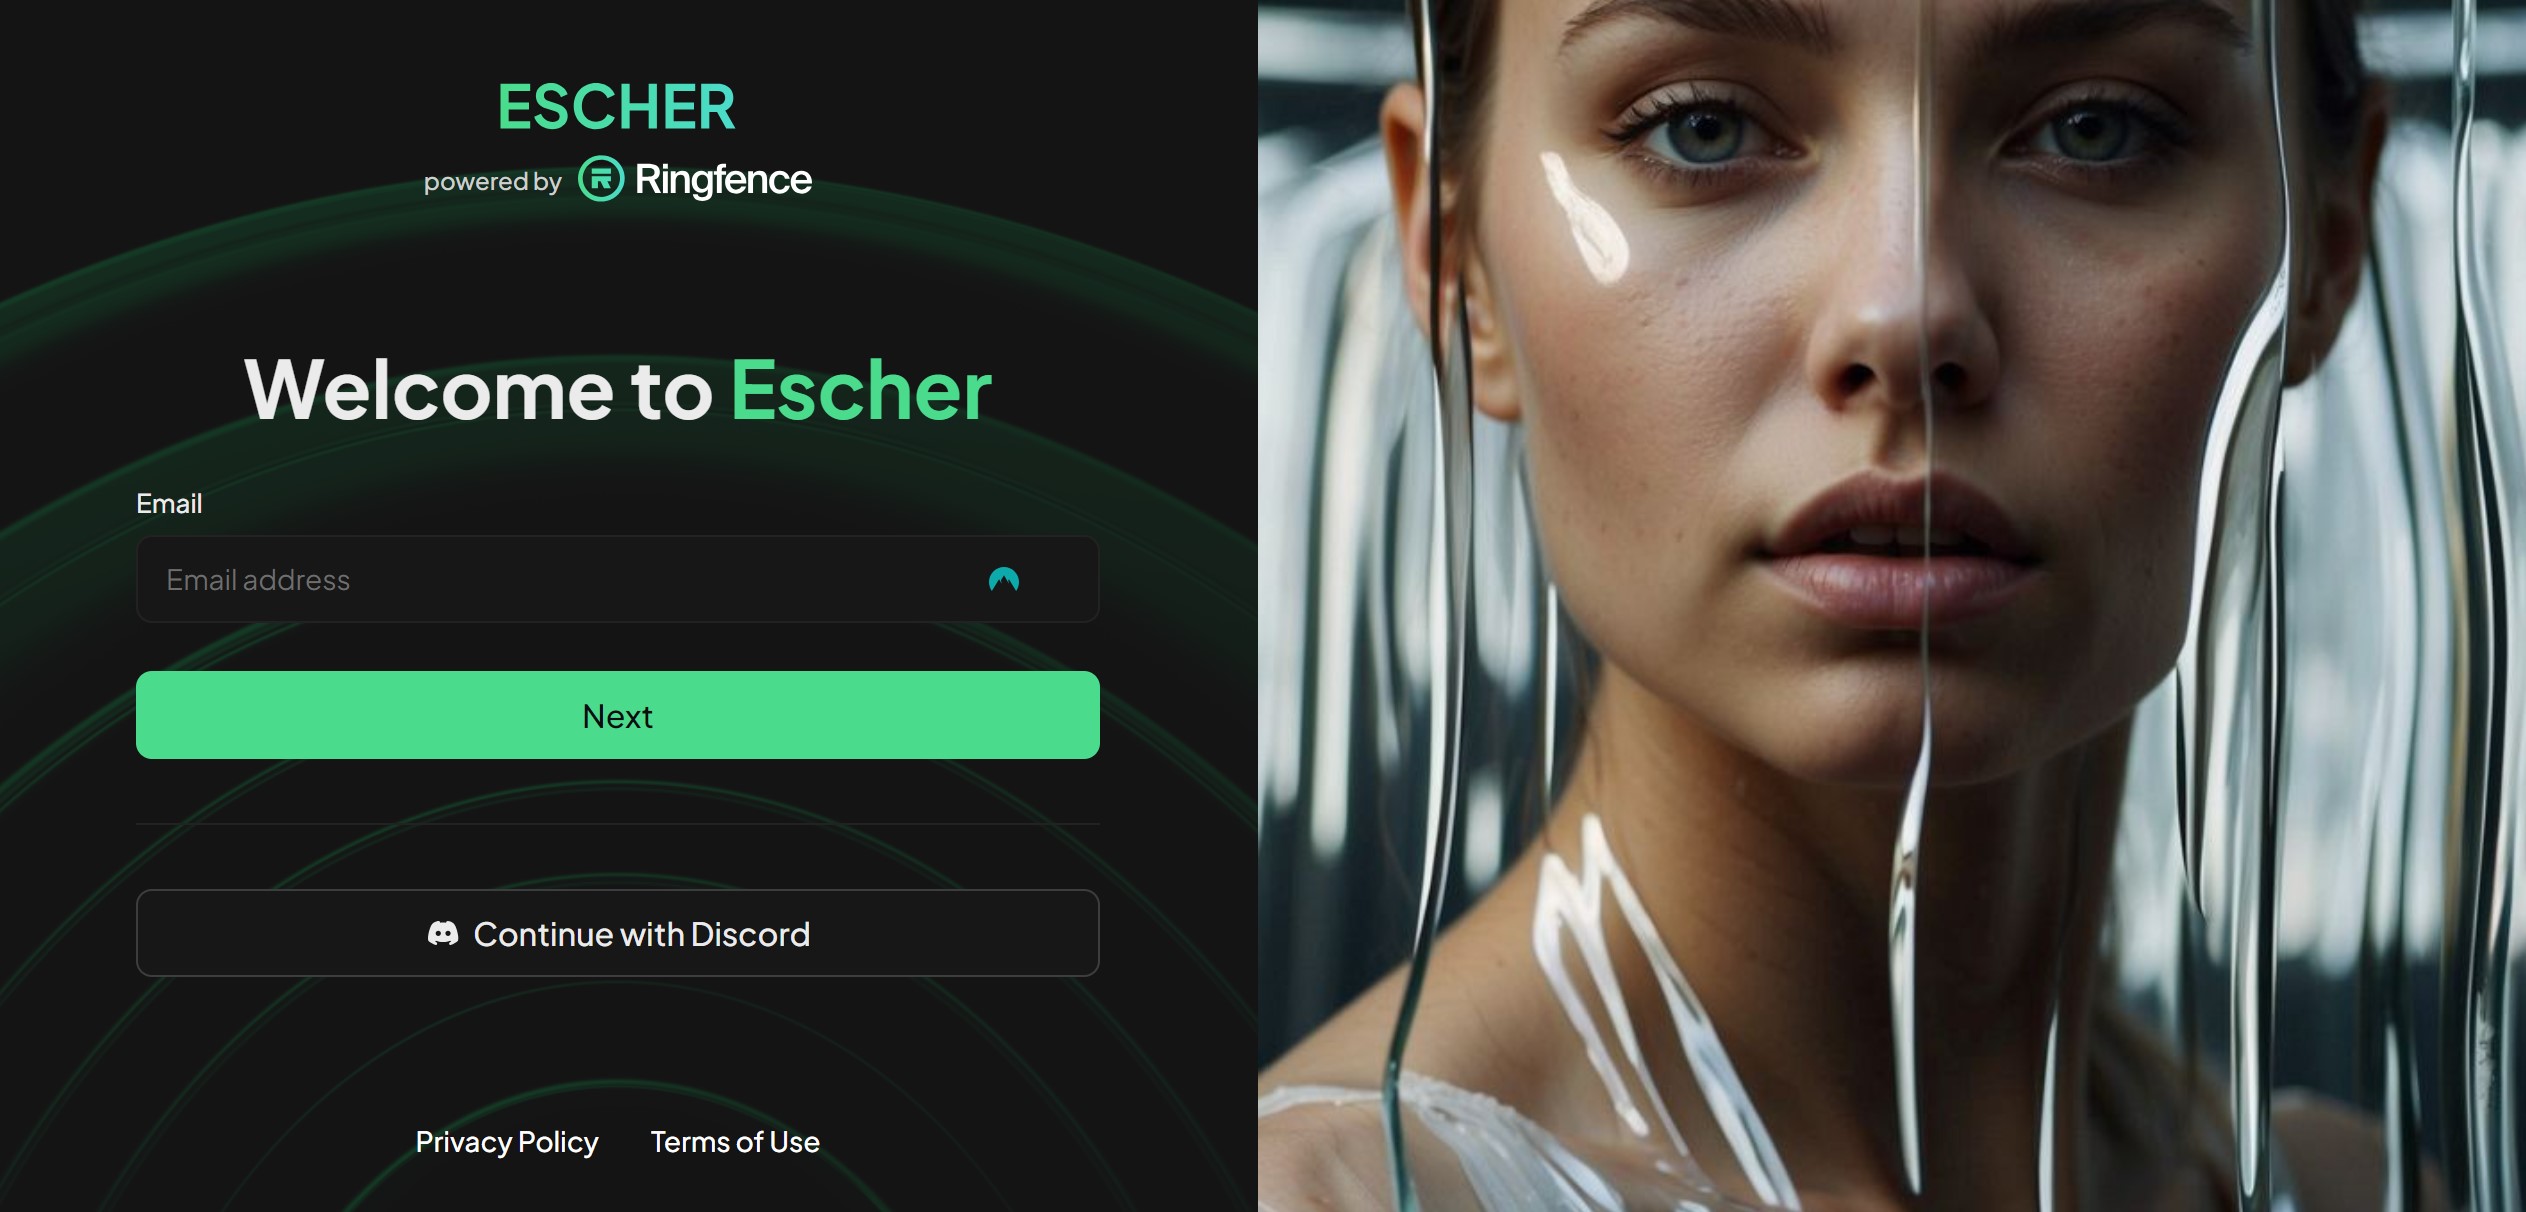 ESCHER
powered by Ringfence
Welcome to Escher
Email
Email address
Next
Continue with Discord
Privacy Policy Terms of Use